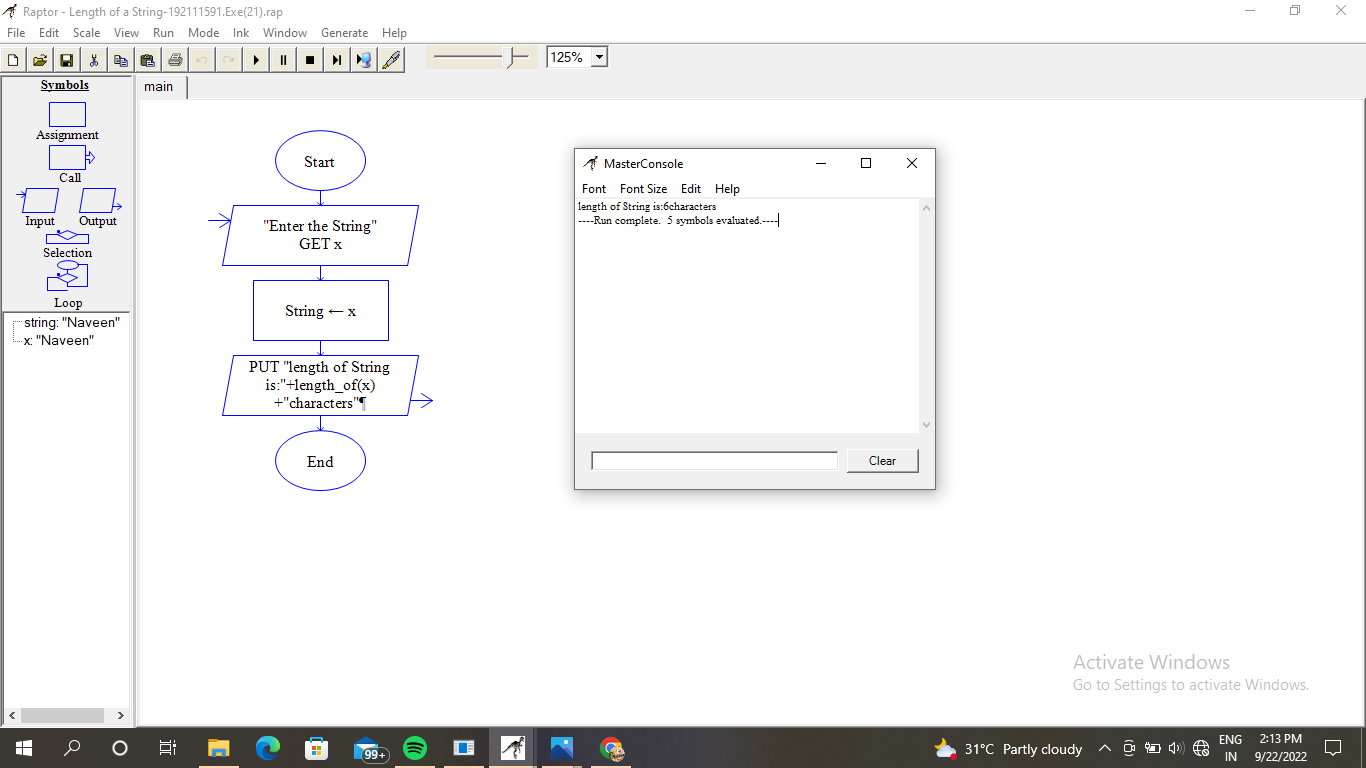 Raptor - Length of a String-192111591.Exe(21).rap
File Edit Scale View Run Mode Ink Window Generate Help
125%
Symbols
Assignment
Call
Input Output
Selection
Loop
string: "Naveen"
x: "Naveen"
main
Start
"Enter the String"
GET x
String ← x
PUT "length of String
is:"+length_of(x)
+"characters"¶
End
MasterConsole
Font Font Size Edit Help
length of String is:6characters
----Run complete.  5 symbols evaluated.----
Clear
Activate Windows
Go to Settings to activate Windows.
99+
31°C Partly cloudy
ENG
IN
2:13 PM
9/22/2022